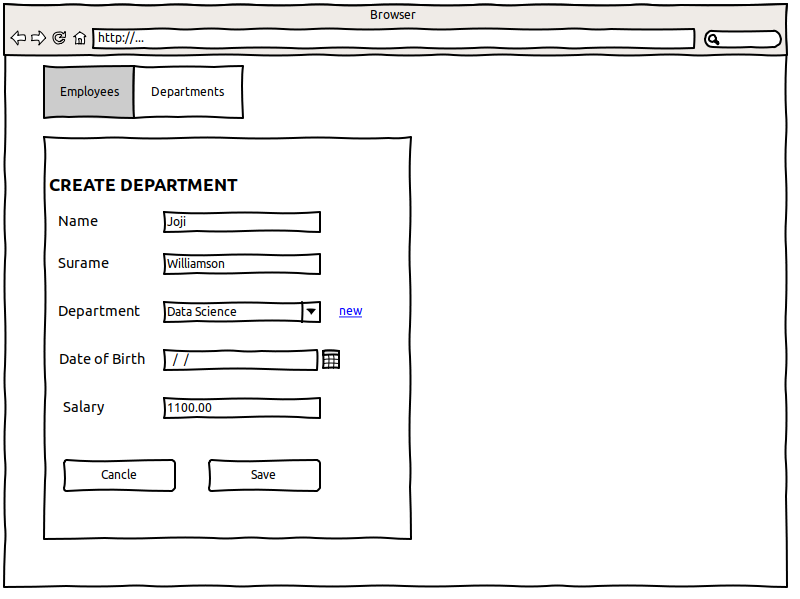 Browser
http://...
Employees Departments
CREATE DEPARTMENT
Name Joji
Surame Williamson
Department Data Science new
Date of Birth / /
Salary 1100.00
Cancle Save